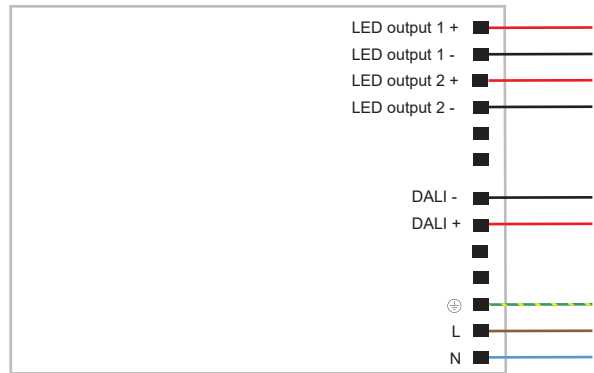 LED output 1 +
LED output 1 -
LED output 2 +
LED output 2 -
DALI -
DALI +
L
N